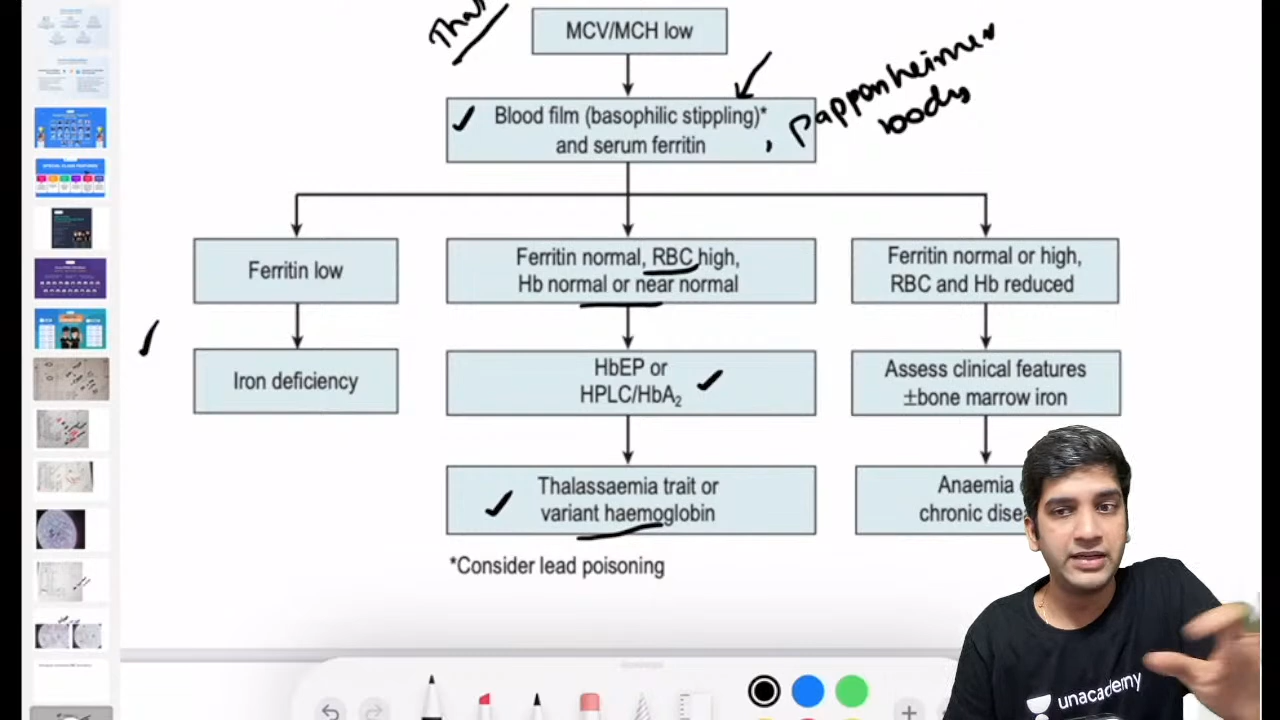 Thal
MCV/MCH low
Blood film (basophilic stippling)*
and serum ferritin
, Pappenheimer
body
Ferritin low
Ferritin normal, RBC high,
Hb normal or near normal
Ferritin normal or high,
RBC and Hb reduced
Iron deficiency
HbEP or
HPLC/HbA₂
Assess clinical features
±bone marrow iron
Thalassaemia trait or
variant haemoglobin
Anaemia
chronic dise
*Consider lead poisoning
unacademy